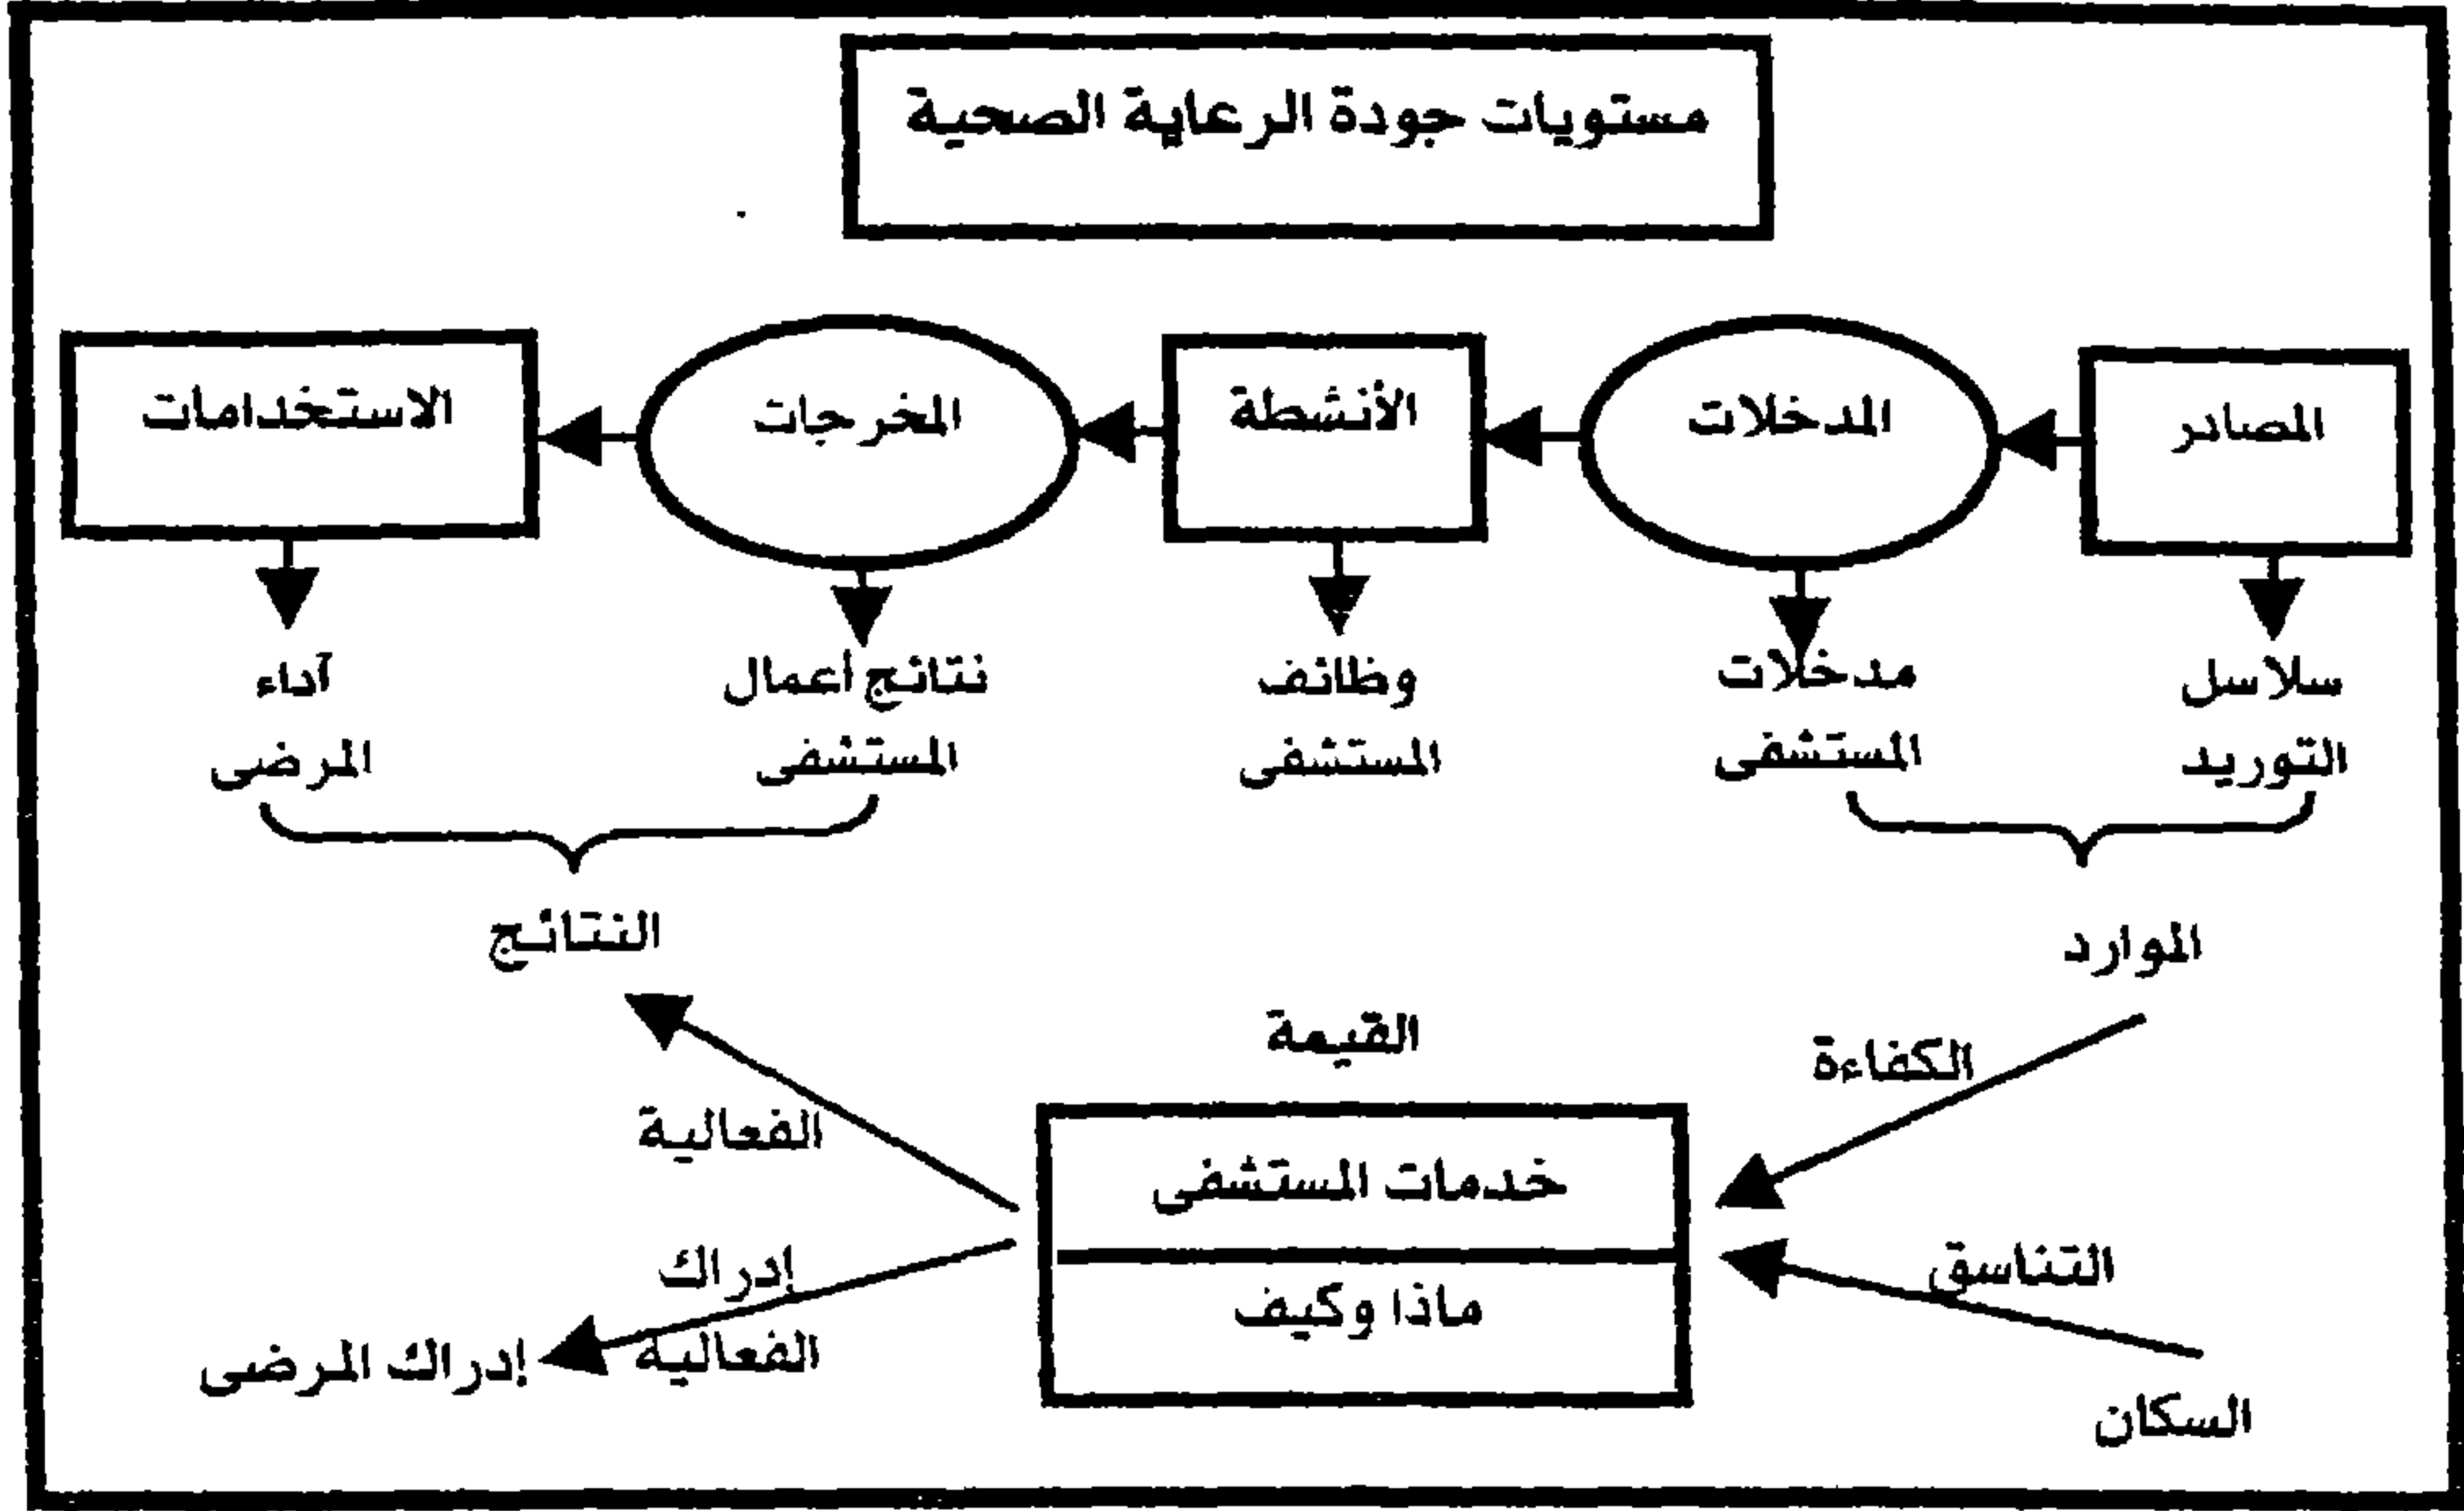 مستويات جودة الرعاية الصحية
المصادر
المدخلات
الأنشطة
المخرجات
الاستخدامات
سلاسل
التوريد
مدخلات
المستشفى
وظائف
المستشفى
نتائج أعمال
المستشفى
آداء
المرضى
الموارد
النتائج
القيمة
الكفاءة
الفعالية
خدمات المستشفى
التناسق
إدراك
الفعالية
ماذا وكيف
إدراك المرضى
السكان